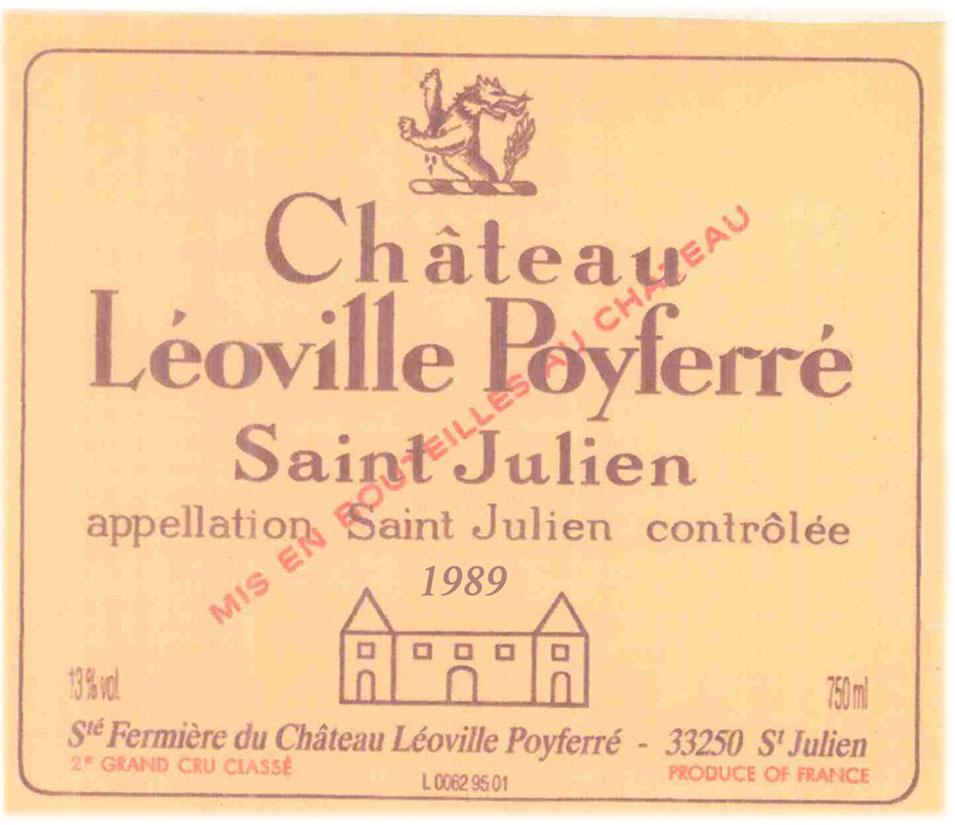 Château
Léoville Poyferré
Saint Julien
appellation Saint Julien contrôlée
MIS EN BOUTEILLES AU CHATEAU
1989
13 % vol.
750 ml
Sté Fermière du Château Léoville Poyferré - 33250 St Julien
2e GRAND CRU CLASSÉ
PRODUCE OF FRANCE
L 0062 95 01